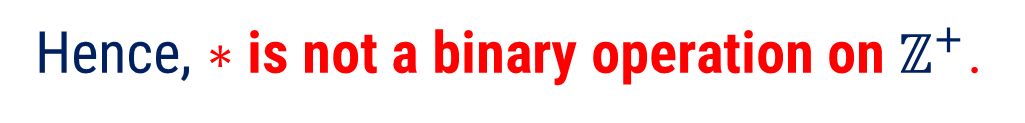 Hence, * is not a binary operation on ℤ⁺ .